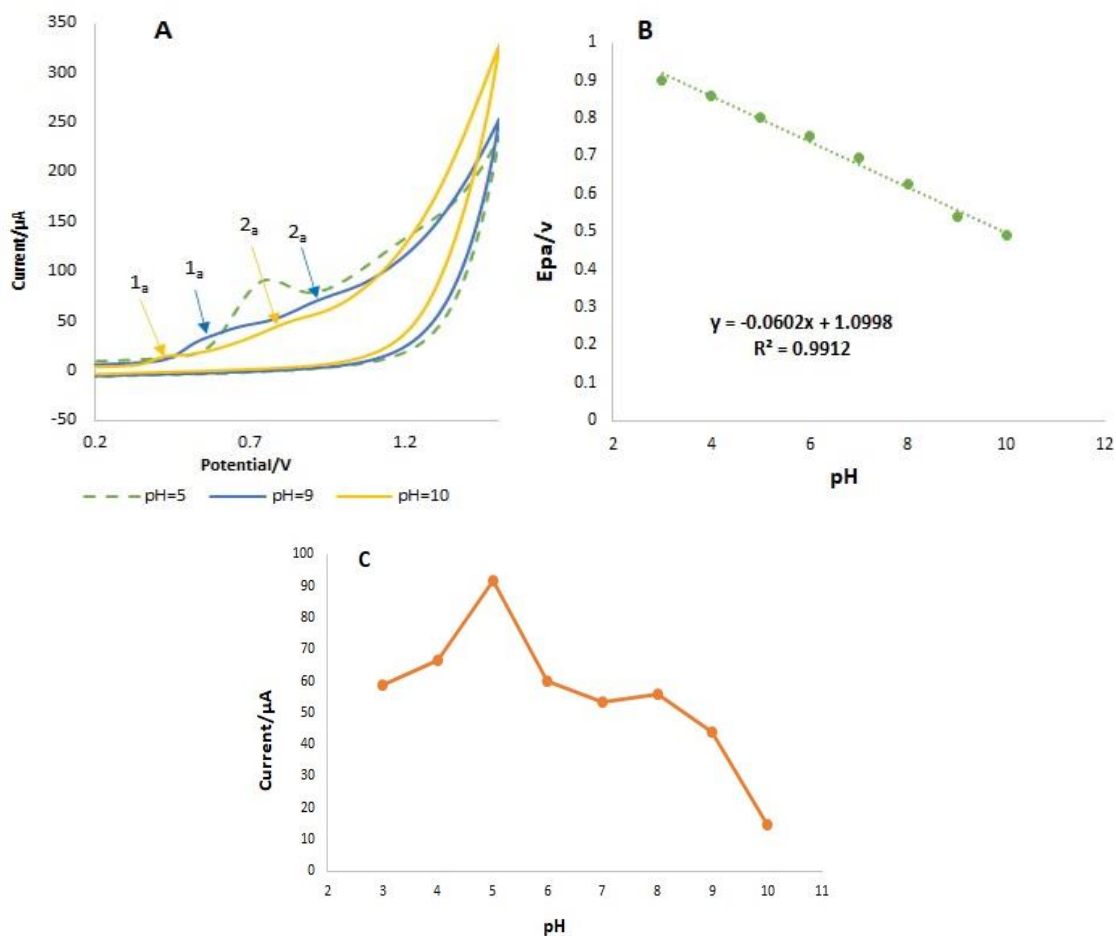 A
350
300
250
200
150
100
50
0
-50
Current/µA
1a
1a
2a
2a
0.2
0.7
1.2
Potential/V
pH=5
pH=9
pH=10
B
1
0.9
0.8
0.7
0.6
0.5
0.4
0.3
0.2
0.1
0
Epa/v
y = -0.0602x + 1.0998
R² = 0.9912
2
4
6
8
10
12
pH
C
100
90
80
70
60
50
40
30
20
10
0
Current/µA
2
3
4
5
6
7
8
9
10
11
pH